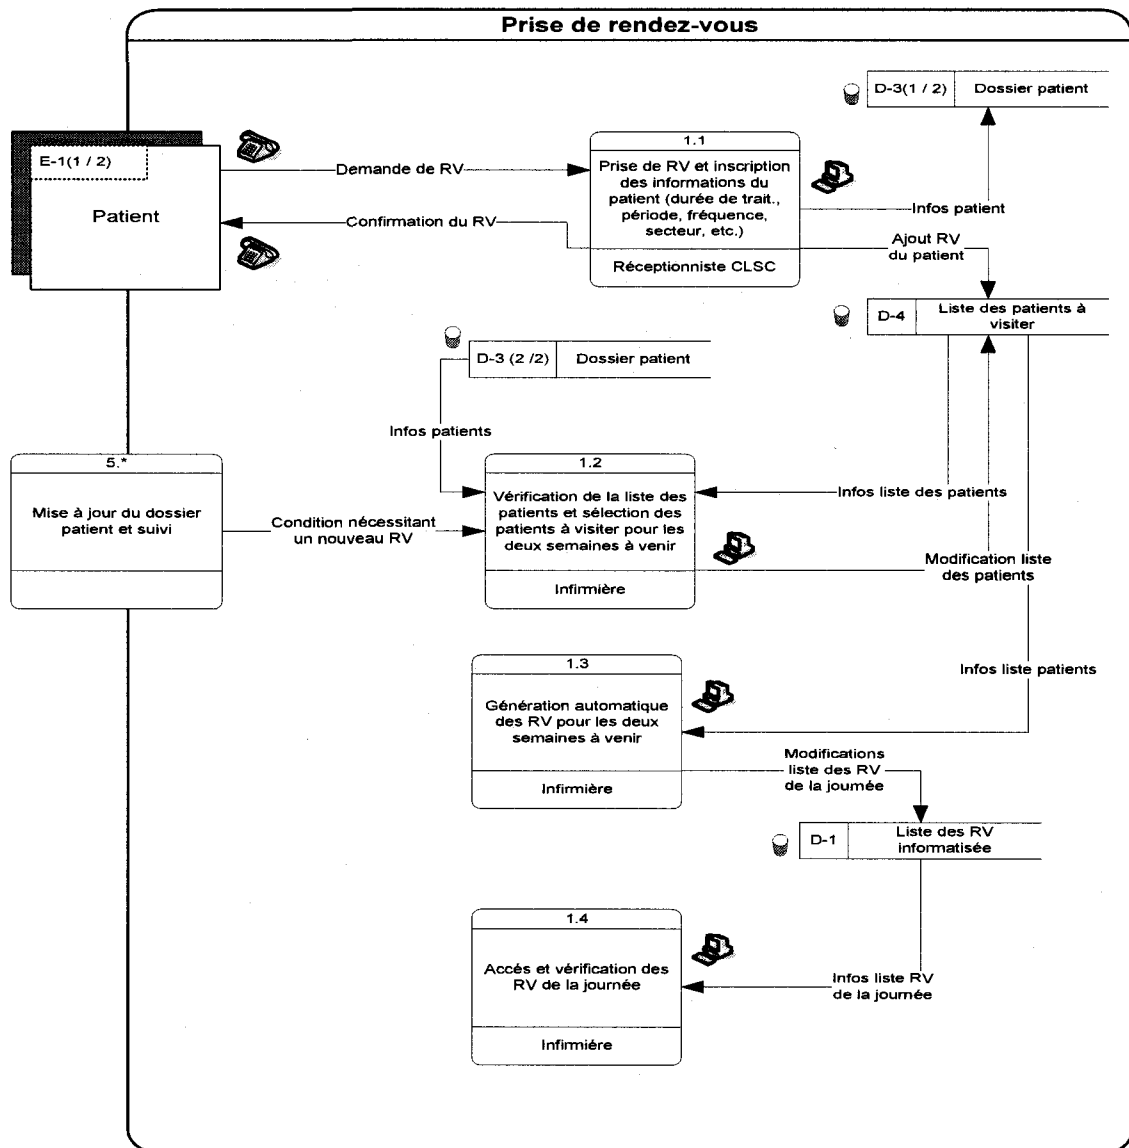 Prise de rendez-vous
D-3(1 / 2)
Dossier patient
E-1(1 / 2)
Patient
Demande de RV
Confirmation du RV
1.1
Prise de RV et inscription
des informations du
patient (durée de trait.,
période, fréquence,
secteur, etc.)
Réceptionniste CLSC
Infos patient
Ajout RV
du patient
D-4
Liste des patients à
visiter
D-3 (2 /2)
Dossier patient
Infos patients
5.*
Mise à jour du dossier
patient et suivi
Condition nécessitant
un nouveau RV
1.2
Vérification de la liste des
patients et sélection des
patients à visiter pour les
deux semaines à venir
Infirmière
Infos liste des patients
Modification liste
des patients
1.3
Génération automatique
des RV pour les deux
semaines à venir
Infirmière
Infos liste patients
Modifications
liste des RV
de la journée
D-1
Liste des RV
informatisée
1.4
Accés et vérification des
RV de la journée
Infirmiére
Infos liste RV
de la journée